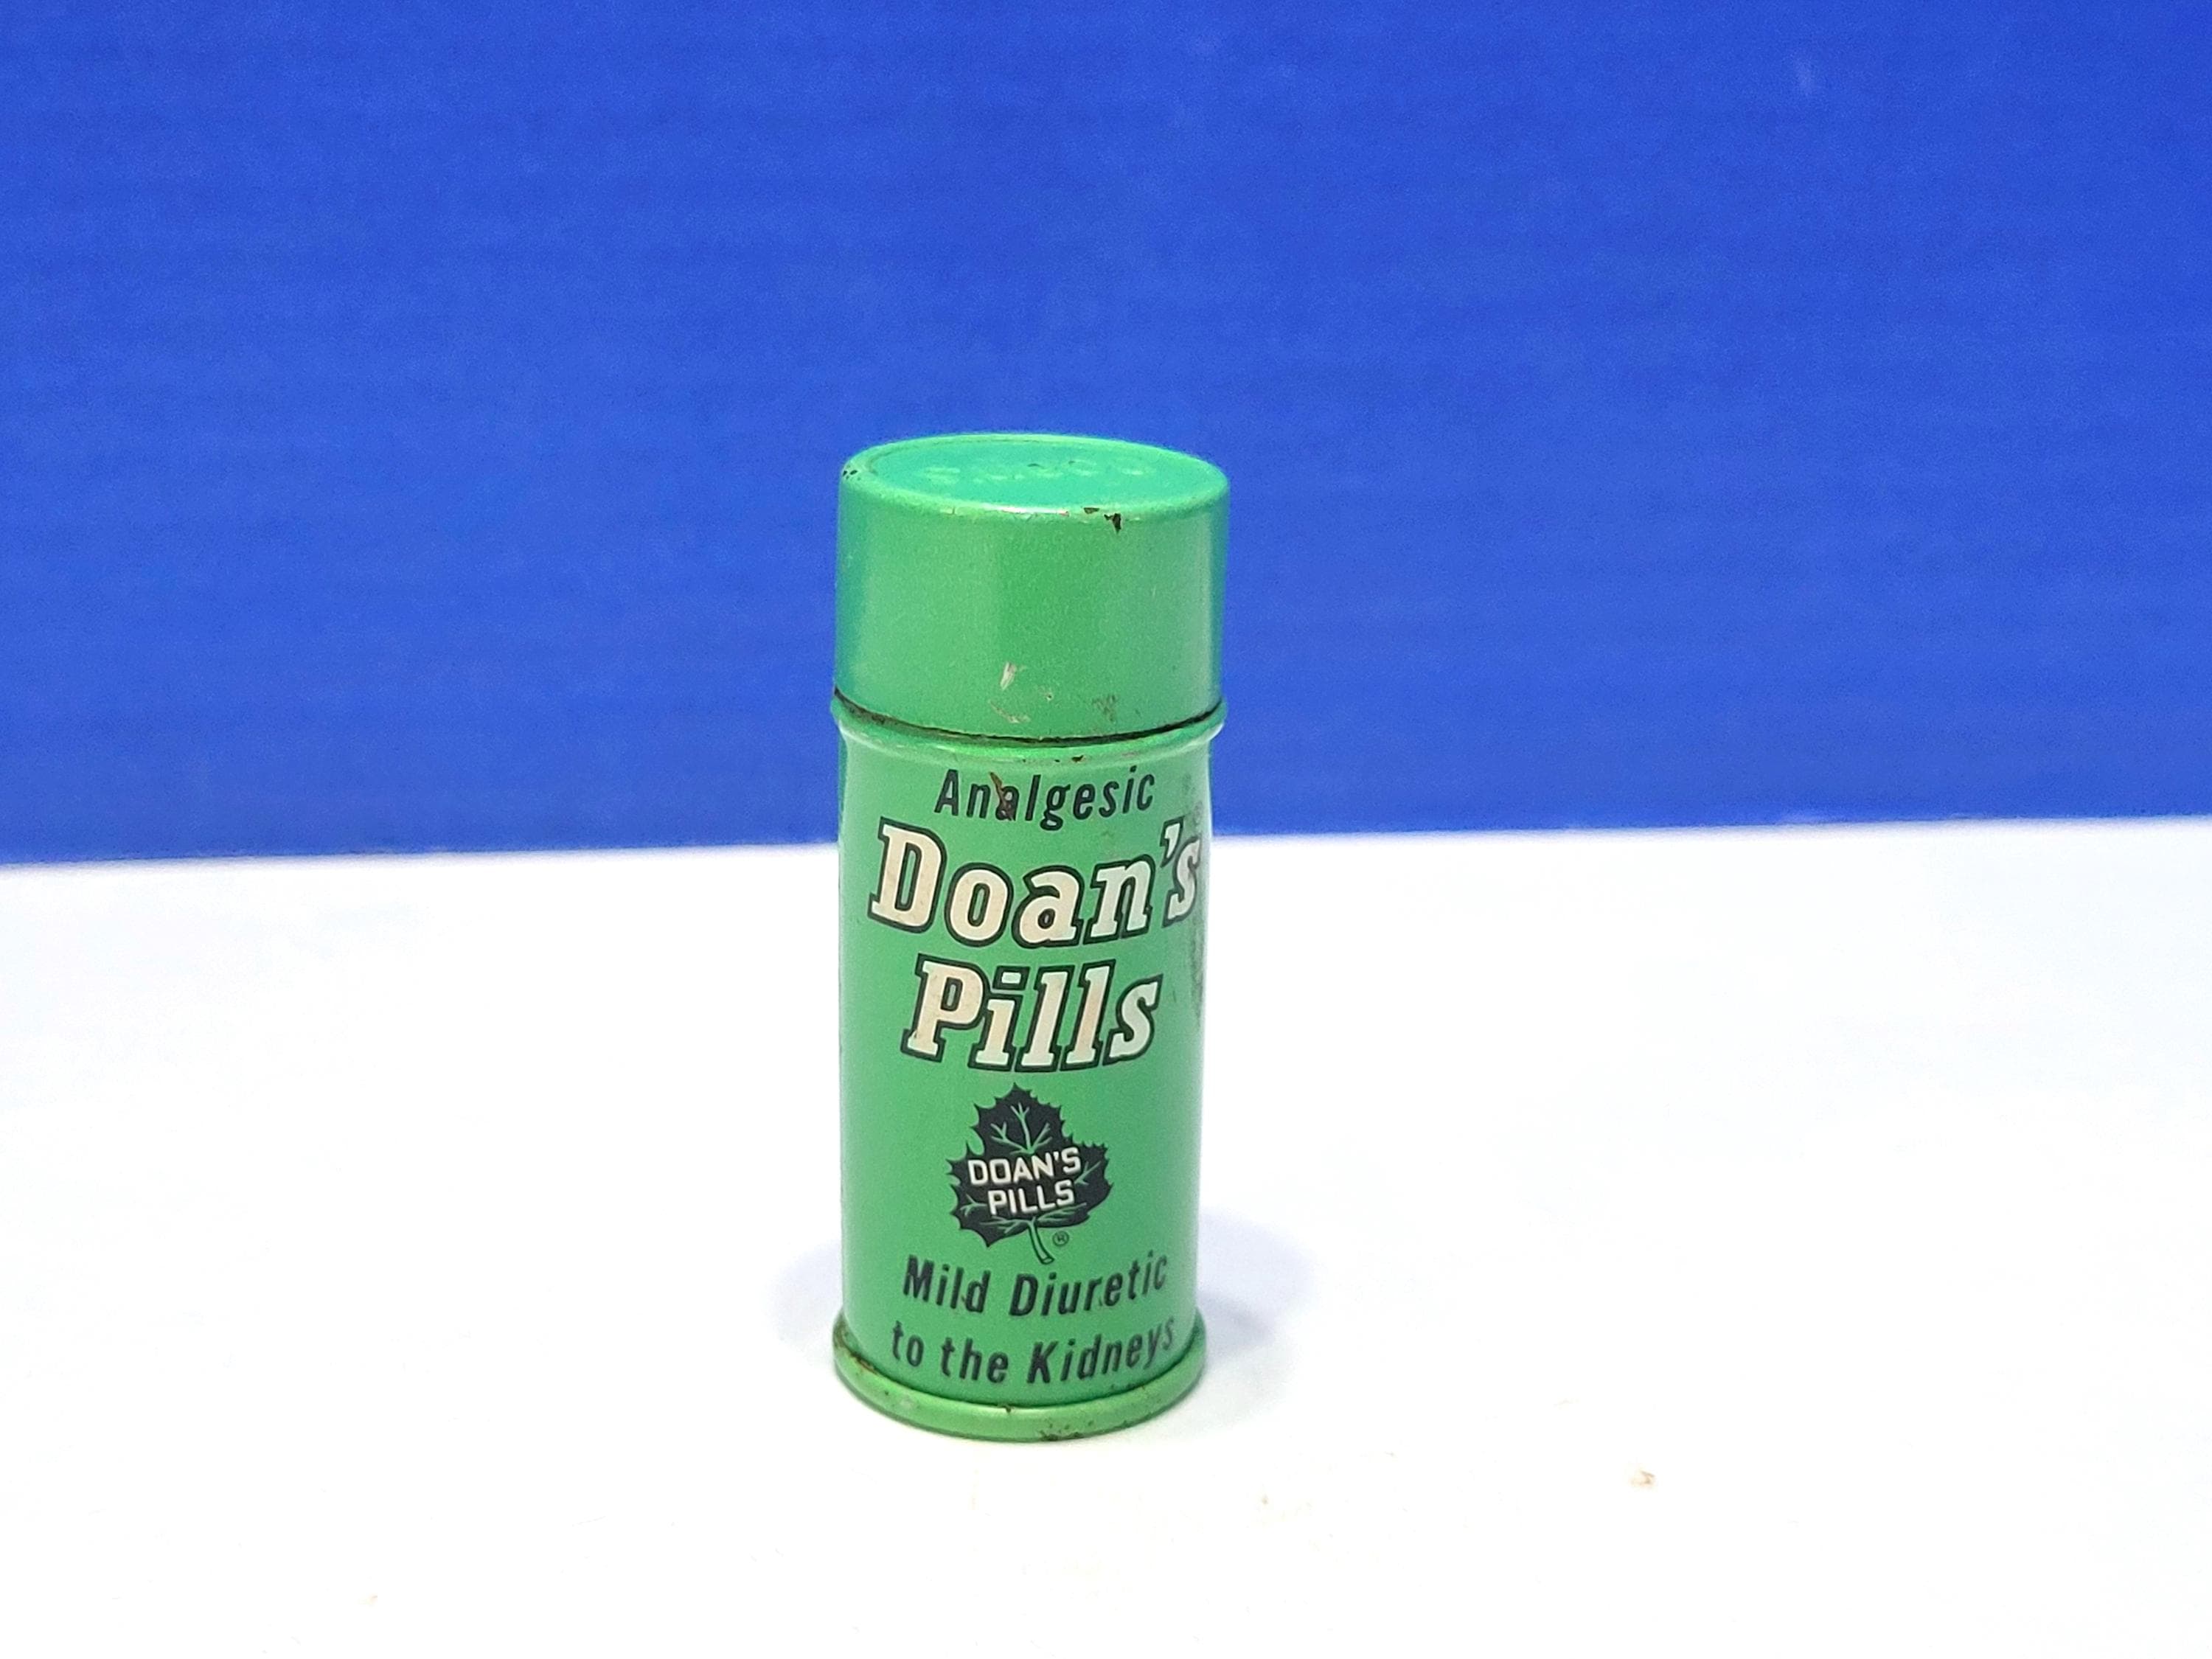 Analgesic
Doan's
Pills
DOAN'S
PILLS
®
Mild Diuretic
to the Kidneys